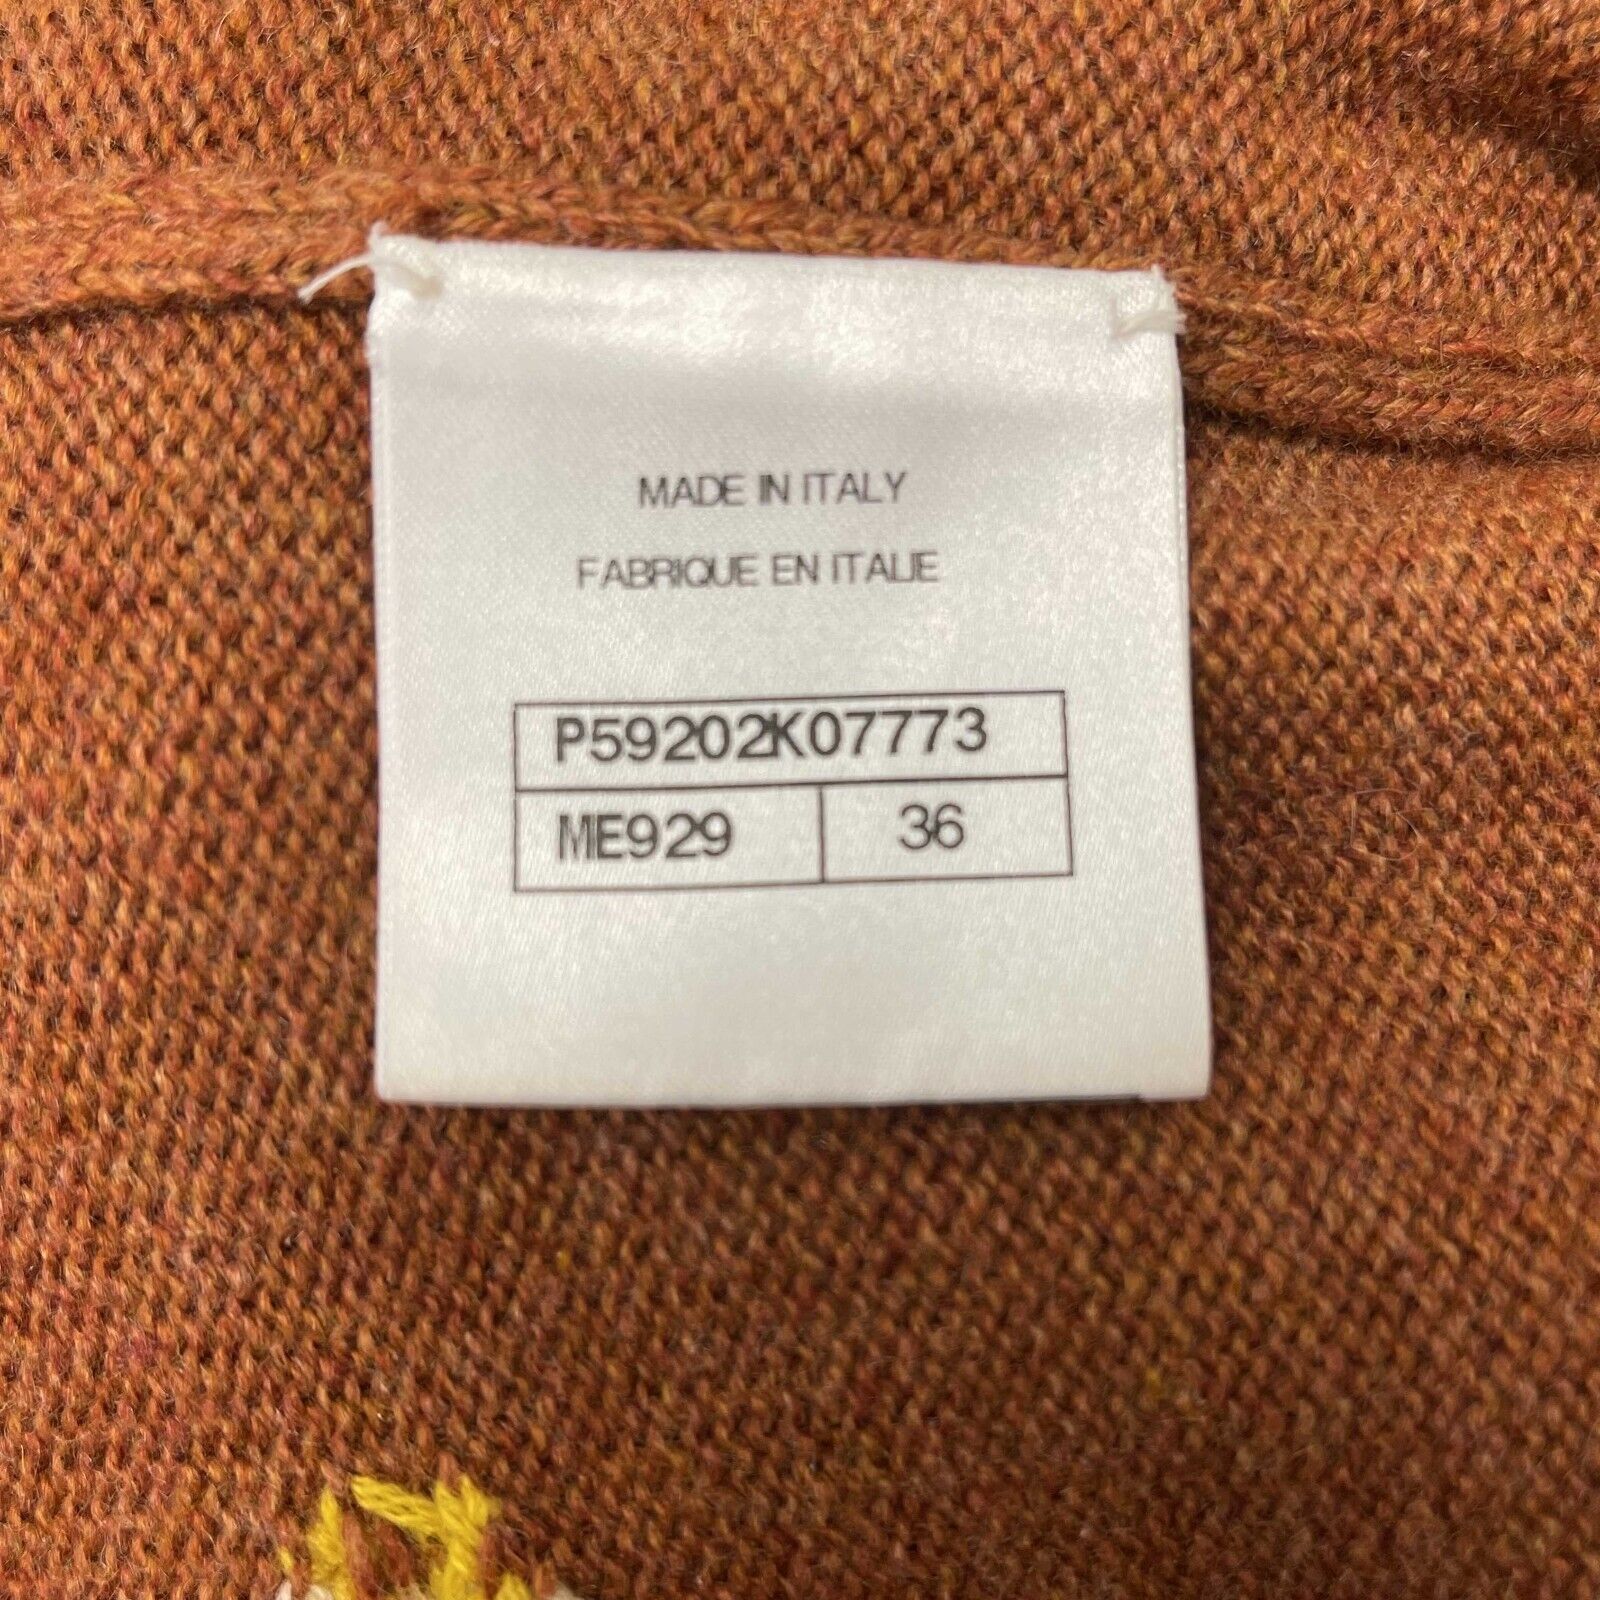 MADE IN ITALY
FABRIQUE EN ITALIE
P59202K07773
ME929 36